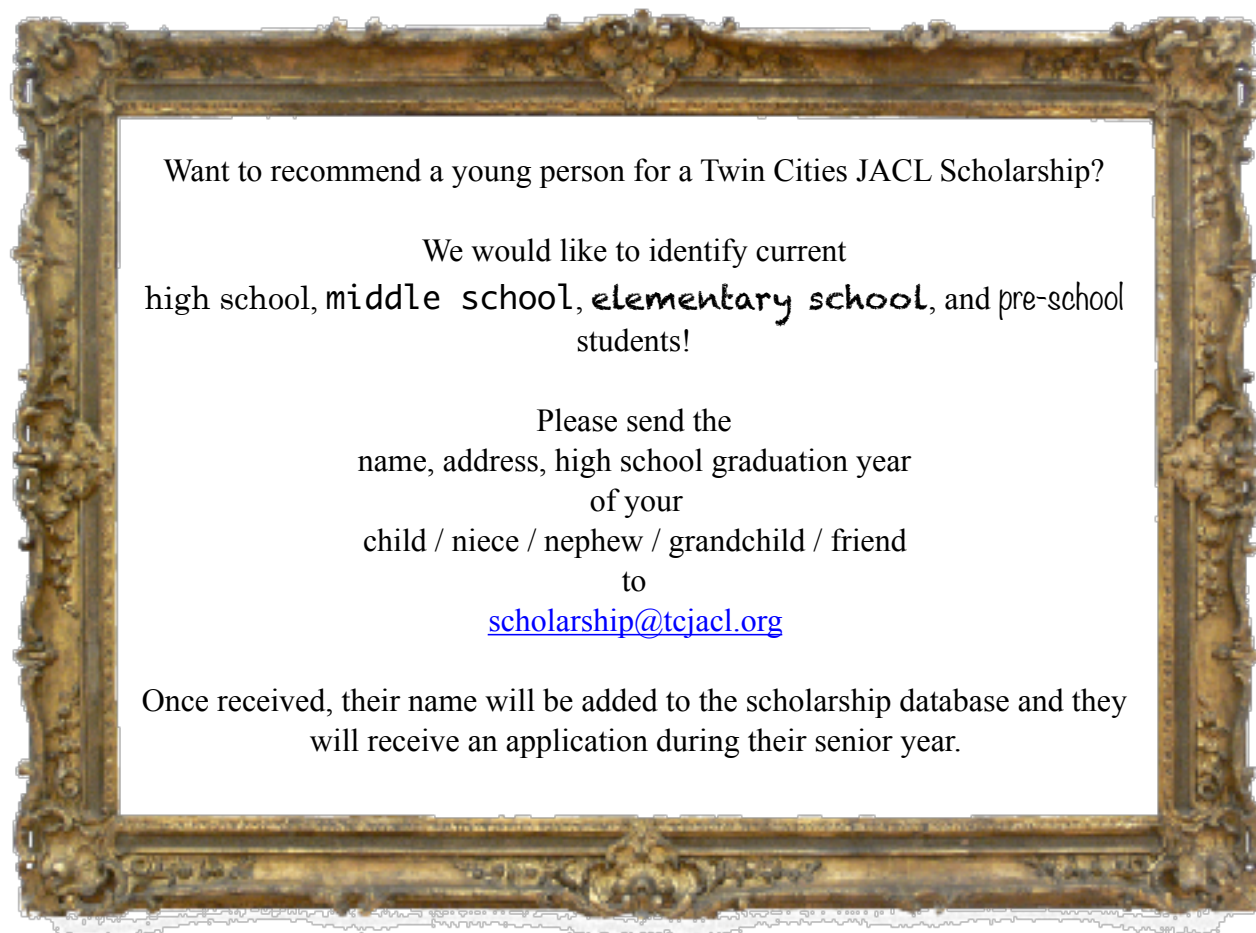 Want to recommend a young person for a Twin Cities JACL Scholarship?
We would like to identify current
high school, middle school, elementary school, and pre-school
students!
Please send the
name, address, high school graduation year
of your
child / niece / nephew / grandchild / friend
to
scholarship@tcjacl.org
Once received, their name will be added to the scholarship database and they
will receive an application during their senior year.